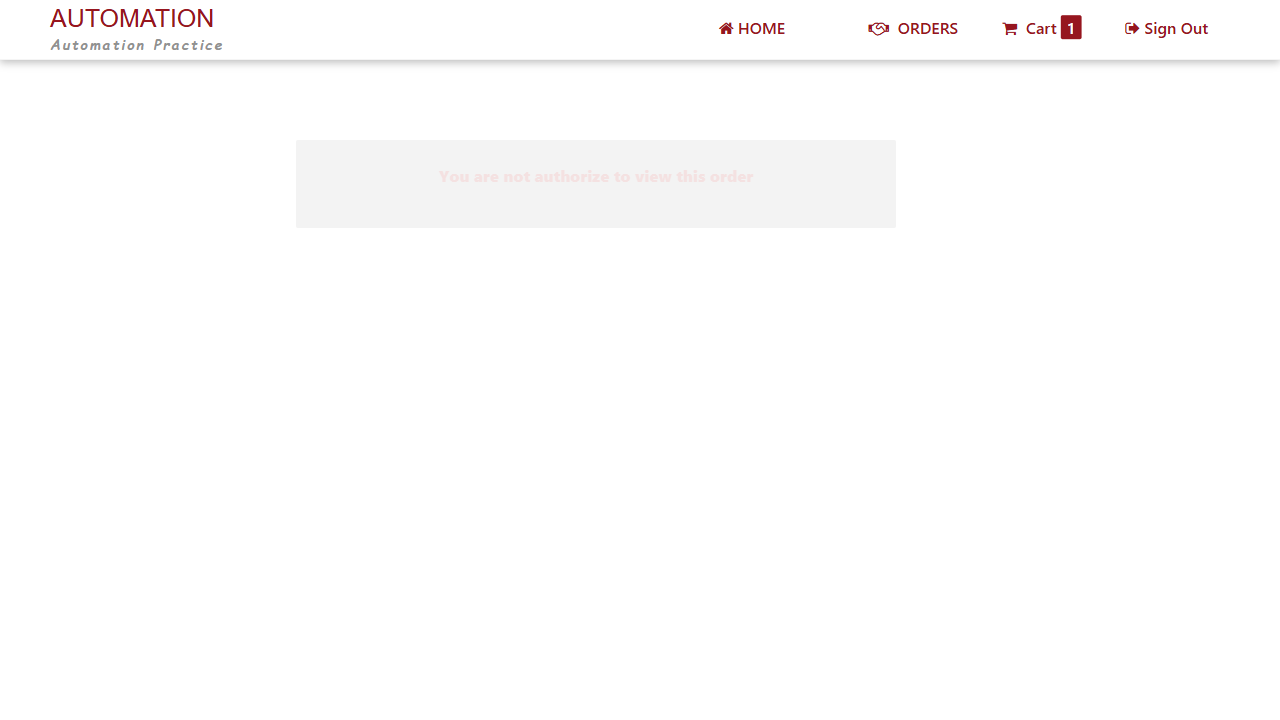 AUTOMATION
Automation Practice
HOME
ORDERS
Cart 1
Sign Out
You are not authorize to view this order